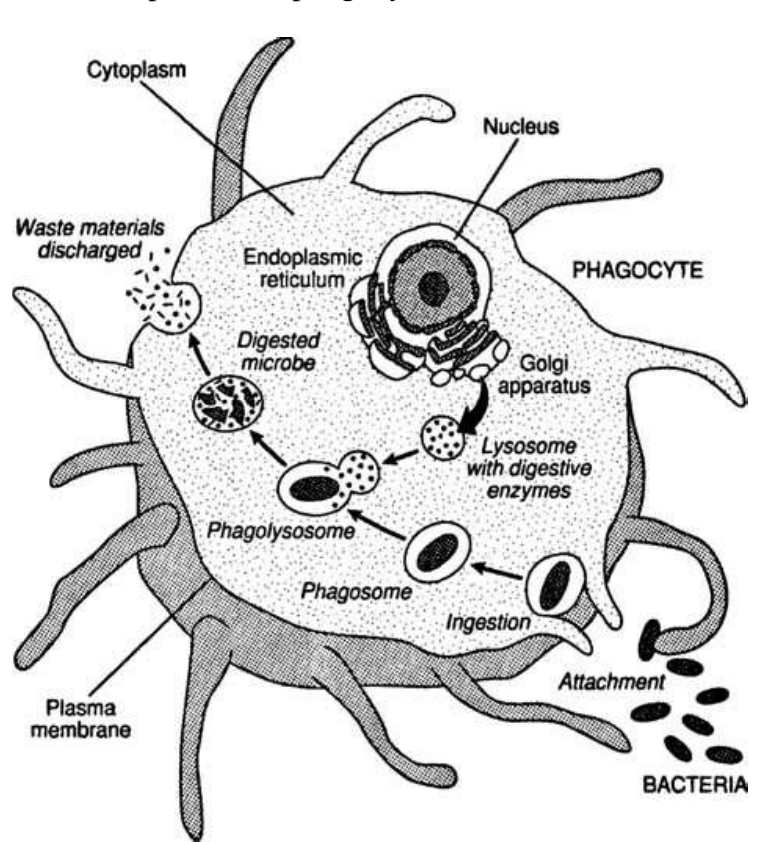 Cytoplasm
Nucleus
Waste materials
discharged
Endoplasmic
reticulum
PHAGOCYTE
Digested
microbe
Golgi
apparatus
Lysosome
with digestive
enzymes
Phagolysosome
Phagosome
Ingestion
Attachment
Plasma
membrane
BACTERIA